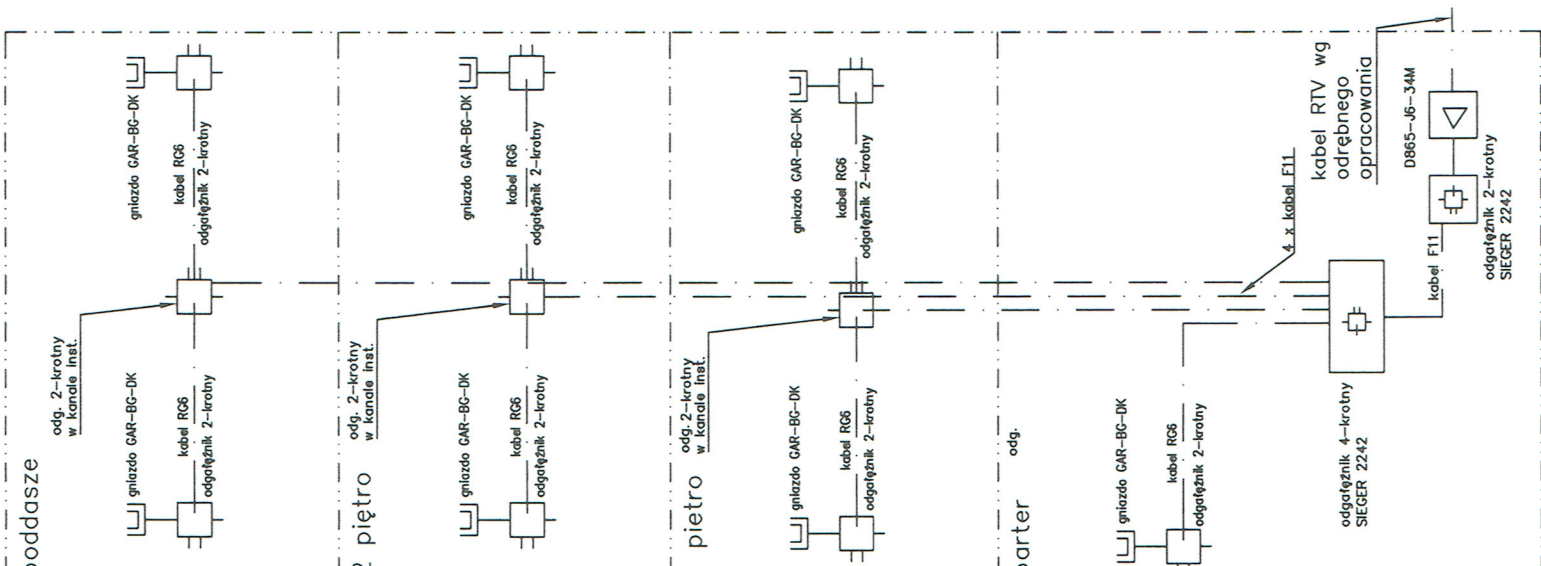 poddasze
odg. 2-krotny
w kanale inst.
gniazdo GAR-BG-DK
kabel RG6
odgałęźnik 2-krotny
gniazdo GAR-BG-DK
kabel RG6
odgałęźnik 2-krotny
piętro
odg. 2-krotny
w kanale inst.
gniazdo GAR-BG-DK
kabel RG6
odgałęźnik 2-krotny
gniazdo GAR-BG-DK
kabel RG6
odgałęźnik 2-krotny
pietro
odg. 2-krotny
w kanale inst.
gniazdo GAR-BG-DK
kabel RG6
odgałęźnik 2-krotny
gniazdo GAR-BG-DK
kabel RG6
odgałęźnik 2-krotny
parter
odg.
gniazdo GAR-BG-DK
kabel RG6
odgałęźnik 2-krotny
4 x kabel F11
kabel RTV wg
odrębnego
opracowania
D865-J6-34M
odgałęźnik 2-krotny
SIEGER 2242
kabel F11
odgałęźnik 4-krotny
SIEGER 2242